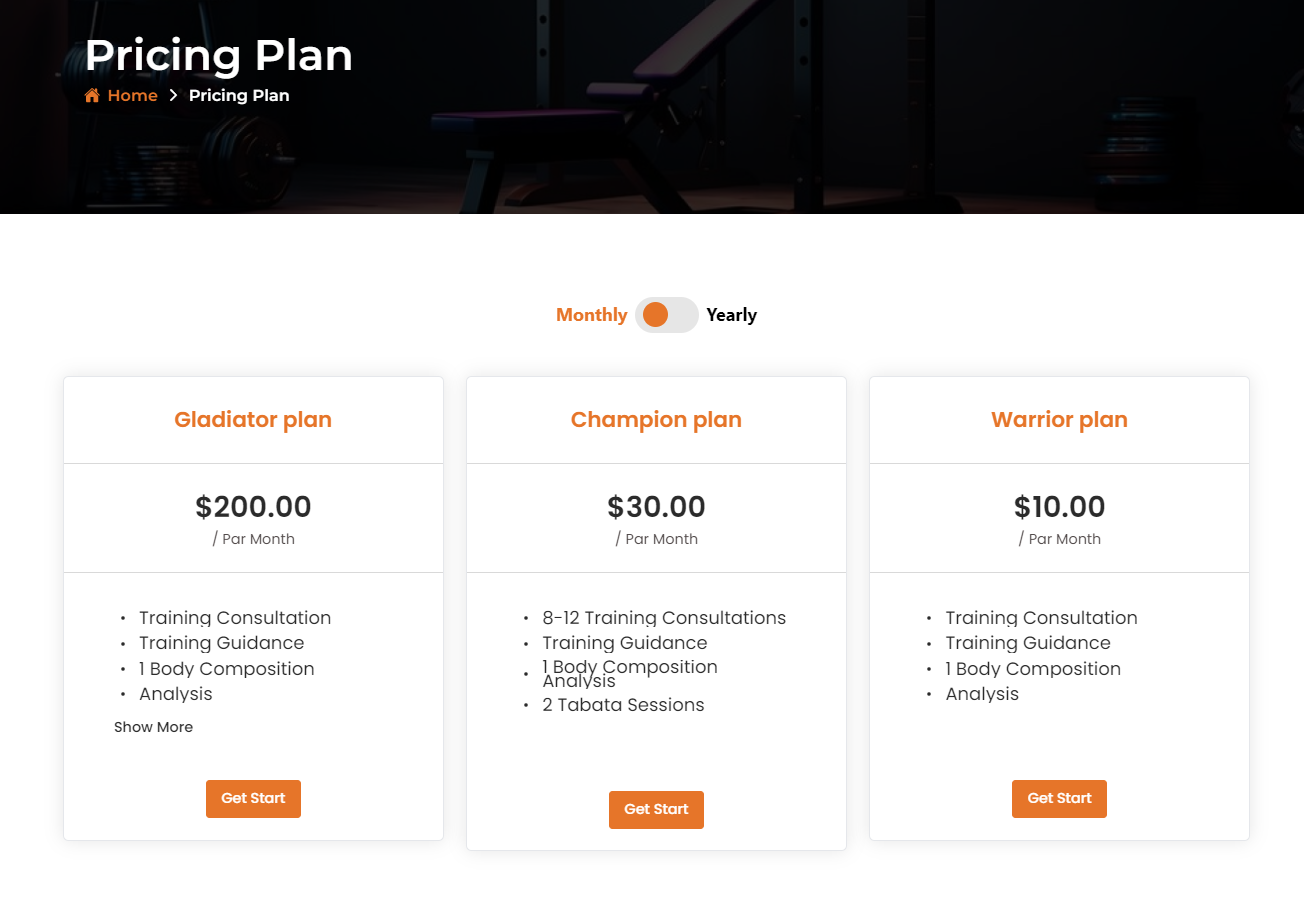 Pricing Plan
Home > Pricing Plan
Monthly Yearly
Gladiator plan
$200.00
/ Par Month
• Training Consultation
• Training Guidance
• 1 Body Composition
• Analysis
Show More
Get Start
Champion plan
$30.00
/ Par Month
• 8-12 Training Consultations
• Training Guidance
• 1 Body Composition
Analysis
• 2 Tabata Sessions
Get Start
Warrior plan
$10.00
/ Par Month
• Training Consultation
• Training Guidance
• 1 Body Composition
• Analysis
Get Start